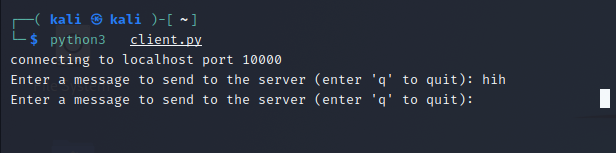 ┌──( kali ㉿ kali )-[ ~ ]
└─$ python3 client.py
connecting to localhost port 10000
Enter a message to send to the server (enter 'q' to quit): hih
Enter a message to send to the server (enter 'q' to quit):